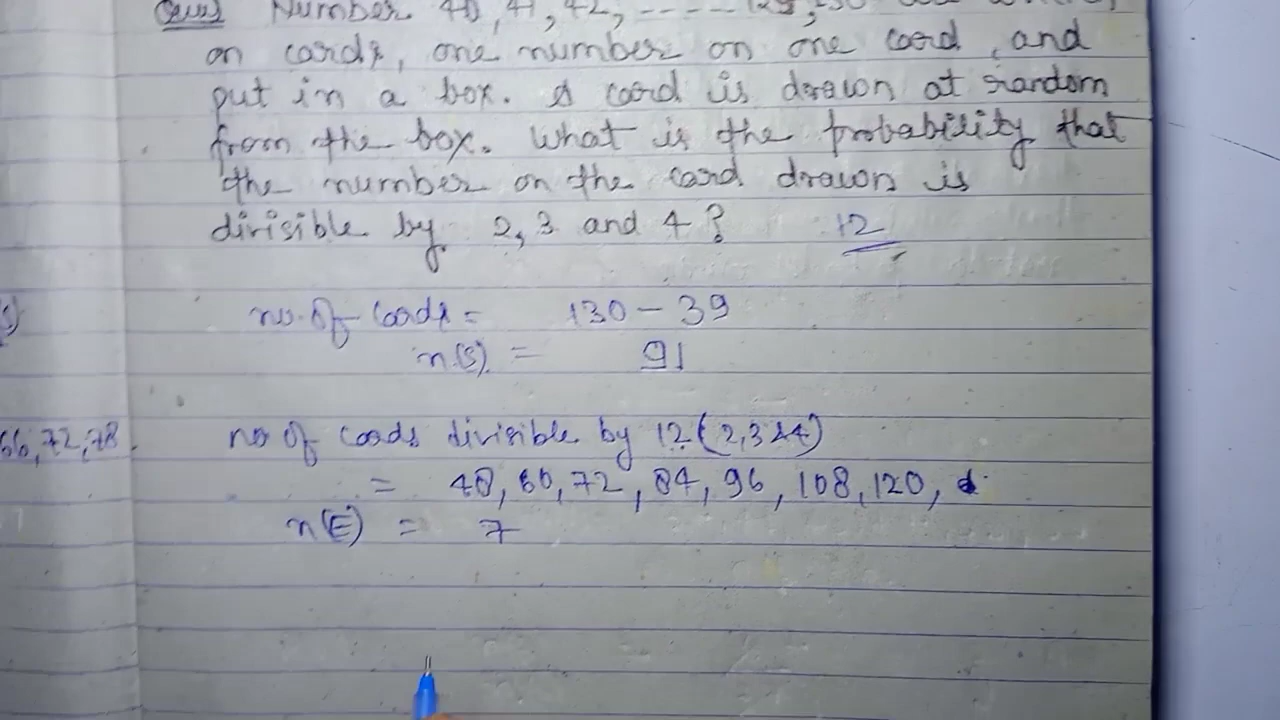 Ques Number 40, 41, 42, ------ 129, 130
on cards, one number on one card, and
put in a box. A card is drawn at random
from the box. What is the probability that
the number on the card drawn is
divisible by 2, 3 and 4? 12
no. of cards = 130 - 39
n(S) = 91
66, 72, 78. no of cards divisible by 12 (2,3 & 4)
= 48, 60, 72, 84, 96, 108, 120,
n(E) = 7